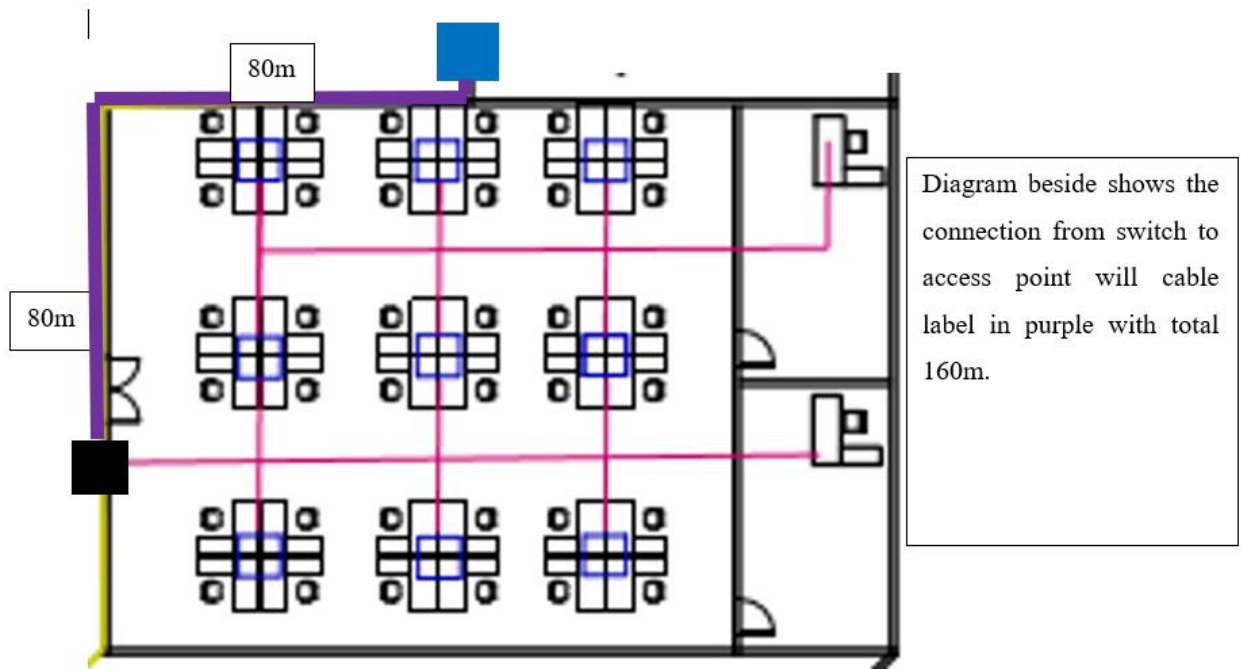 80m
80m
Diagram beside shows the
connection from switch to
access point will cable
label in purple with total
160m.